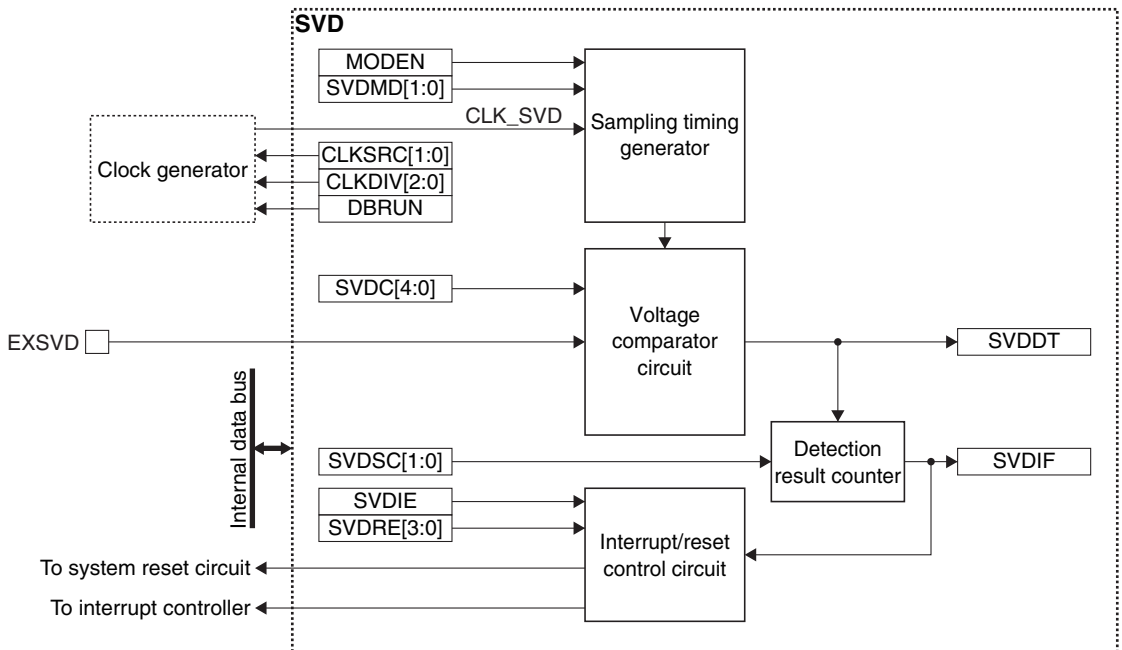 SVD
MODEN
SVDMD[1:0]
CLK_SVD
Sampling timing
generator
Clock generator
CLKSRC[1:0]
CLKDIV[2:0]
DBRUN
SVDC[4:0]
Voltage
comparator
circuit
EXSVD
SVDDT
Internal data bus
Detection
result counter
SVDSC[1:0]
SVDIF
SVDIE
SVDRE[3:0]
Interrupt/reset
control circuit
To system reset circuit
To interrupt controller